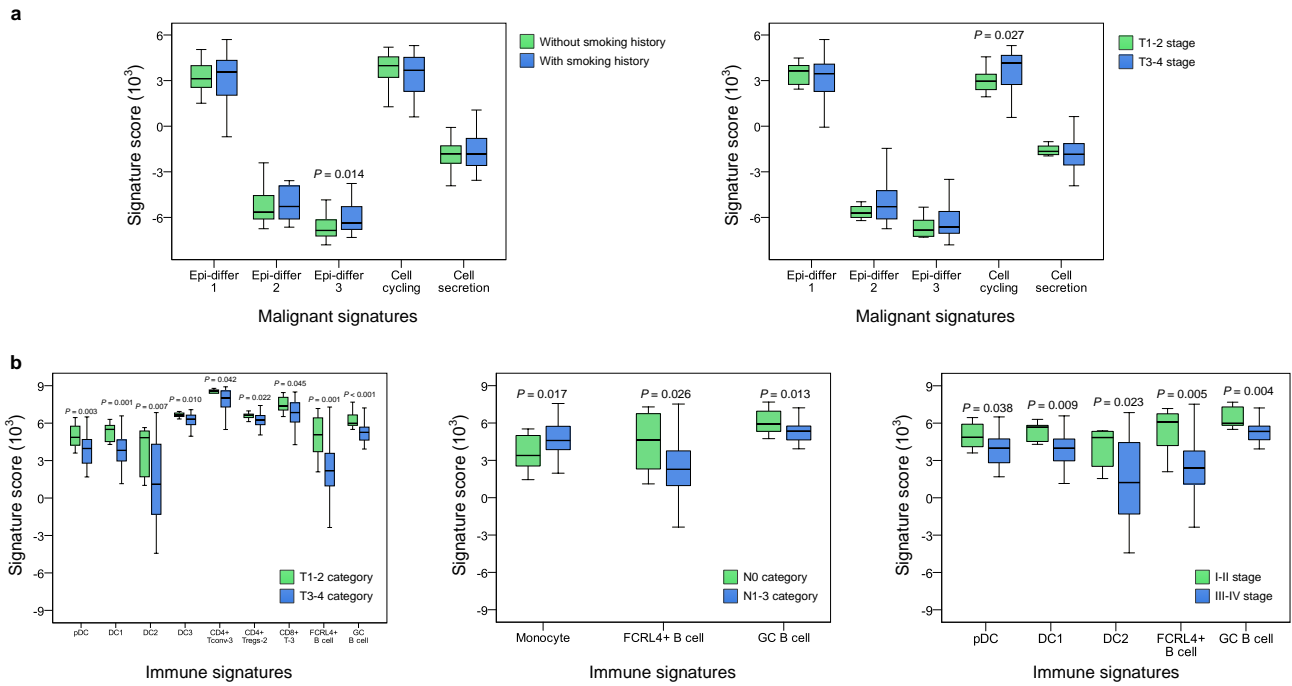 a
Signature score (10³)
6
3
0
-3
-6
P = 0.014
Epi-differ
1
Epi-differ
2
Epi-differ
3
Cell
cycling
Cell
secretion
Malignant signatures
Without smoking history
With smoking history
Signature score (10³)
6
3
0
-3
-6
P = 0.027
Epi-differ
1
Epi-differ
2
Epi-differ
3
Cell
cycling
Cell
secretion
Malignant signatures
T1-2 stage
T3-4 stage
b
Signature score (10³)
9
6
3
0
-3
-6
-9
P = 0.003
P = 0.001
P = 0.007
P = 0.010
P = 0.042
P = 0.022
P = 0.045
P = 0.001
P < 0.001
T1-2 category
T3-4 category
pDC
DC1
DC2
DC3
CD4+
Tconv-3
CD4+
Tregs-2
CD8+
T-3
FCRL4+
B cell
GC
B cell
Immune signatures
Signature score (10³)
9
6
3
0
-3
-6
-9
P = 0.017
P = 0.026
P = 0.013
N0 category
N1-3 category
Monocyte
FCRL4+ B cell
GC B cell
Immune signatures
Signature score (10³)
9
6
3
0
-3
-6
-9
P = 0.038
P = 0.009
P = 0.023
P = 0.005
P = 0.004
I-II stage
III-IV stage
pDC
DC1
DC2
FCRL4+
B cell
GC B cell
Immune signatures